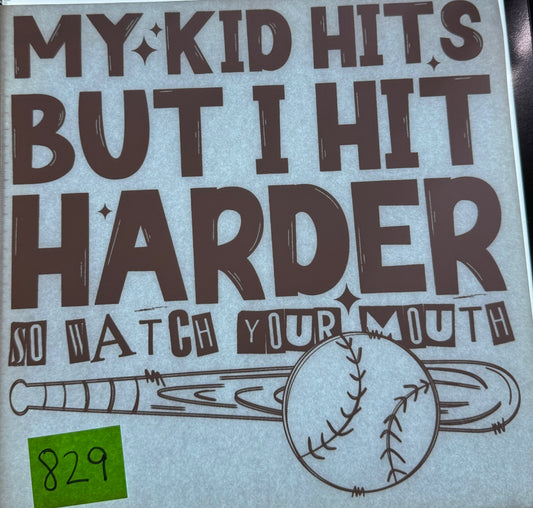 MY KID HITS
BUT I HIT
HARDER
SO WATCH YOUR MOUTH
829